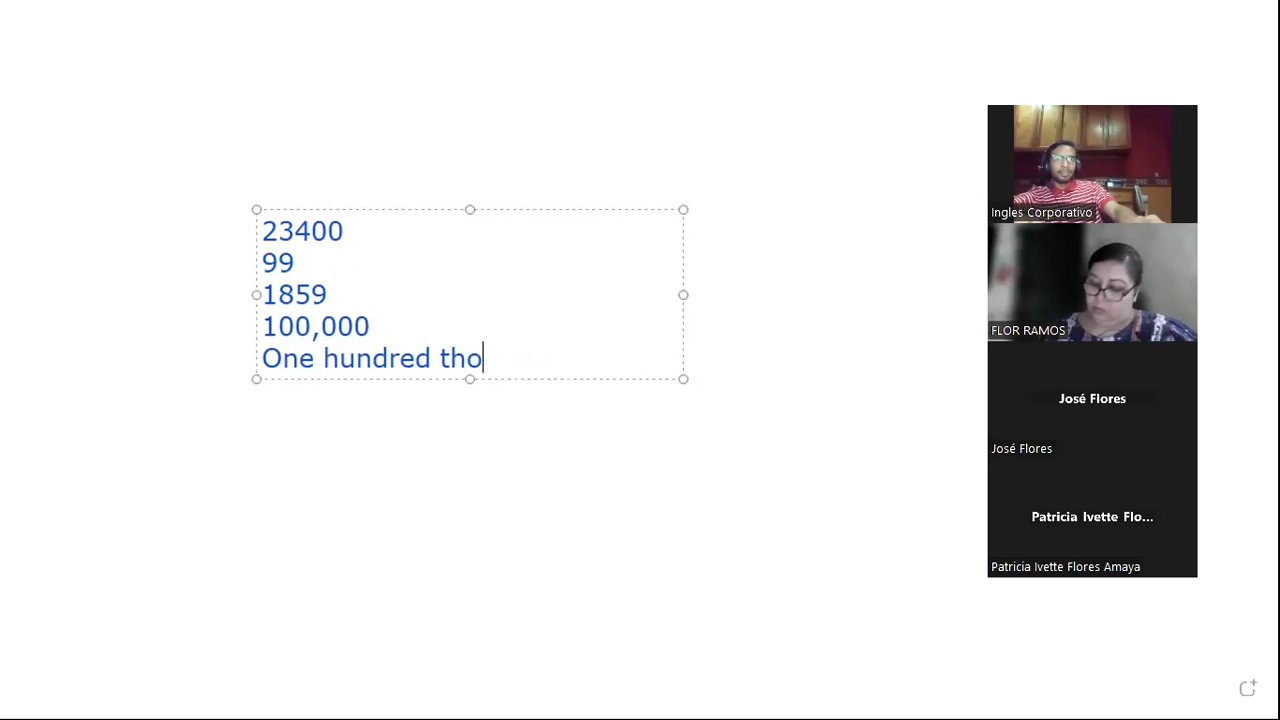 23400
99
1859
100,000
One hundred tho
Ingles Corporativo
FLOR RAMOS
José Flores
José Flores
Patricia Ivette Flo...
Patricia Ivette Flores Amaya